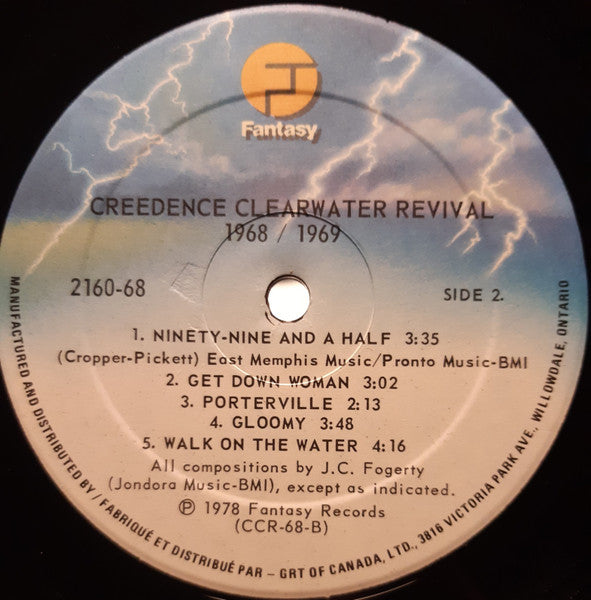 Fantasy
CREEDENCE CLEARWATER REVIVAL
1968 / 1969
2160-68
SIDE 2.
1. NINETY-NINE AND A HALF 3:35
(Cropper-Pickett) East Memphis Music/Pronto Music-BMI
2. GET DOWN WOMAN 3:02
3. PORTERVILLE 2:13
4. GLOOMY 3:48
5. WALK ON THE WATER 4:16
All compositions by J.C. Fogerty
(Jondora Music-BMI), except as indicated.
Ⓟ 1978 Fantasy Records
(CCR-68-B)
MANUFACTURED AND DISTRIBUTED BY / FABRIQUÉ ET DISTRIBUÉ PAR – GRT OF CANADA, LTD., 3816 VICTORIA PARK AVE., WILLOWDALE, ONTARIO